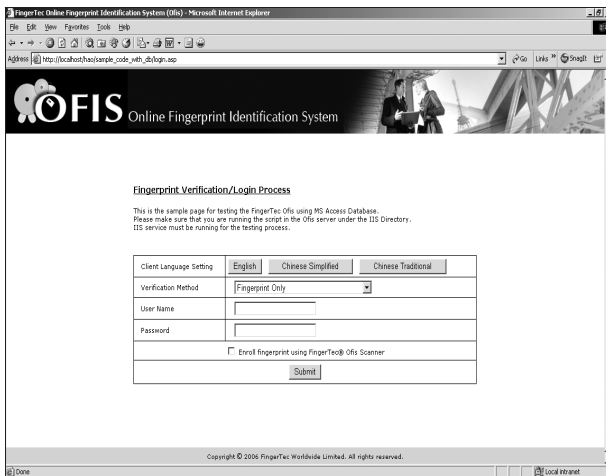 FingerTec Online Fingerprint Identification System (Ofis) - Microsoft Internet Explorer
File Edit View Favorites Tools Help
Address http://localhost/hao/sample_code_with_db/login.asp Go Links » SnagIt
OFIS Online Fingerprint Identification System
Fingerprint Verification/Login Process
This is the sample page for testing the FingerTec Ofis using MS Access Database.
Please make sure that you are running the script in the Ofis server under the IIS Directory.
IIS service must be running for the testing process.
Client Language Setting English Chinese Simplified Chinese Traditional
Verification Method Fingerprint Only
User Name
Password
Enroll fingerprint using FingerTec® Ofis Scanner
Submit
Copyright © 2006 FingerTec Worldwide Limited. All rights reserved.
Done Local intranet